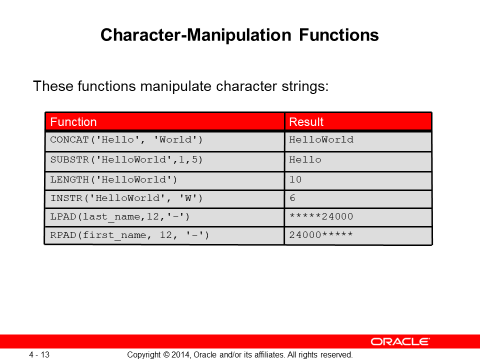 Character-Manipulation Functions
These functions manipulate character strings:
Function Result
CONCAT('Hello', 'World') HelloWorld
SUBSTR('HelloWorld',1,5) Hello
LENGTH('HelloWorld') 10
INSTR('HelloWorld', 'W') 6
LPAD(last_name,12,'-') *****24000
RPAD(first_name, 12, '-') 24000*****
ORACLE
4 - 13 Copyright © 2014, Oracle and/or its affiliates. All rights reserved.